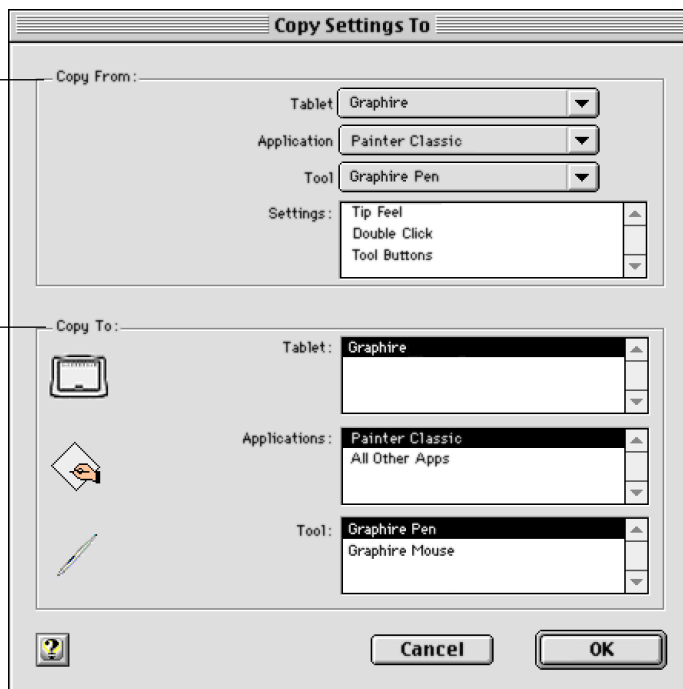 Copy Settings To
Copy From:
Tablet Graphire
Application Painter Classic
Tool Graphire Pen
Settings: Tip Feel
Double Click
Tool Buttons
Copy To:
Tablet: Graphire
Applications: Painter Classic
All Other Apps
Tool: Graphire Pen
Graphire Mouse
? Cancel OK